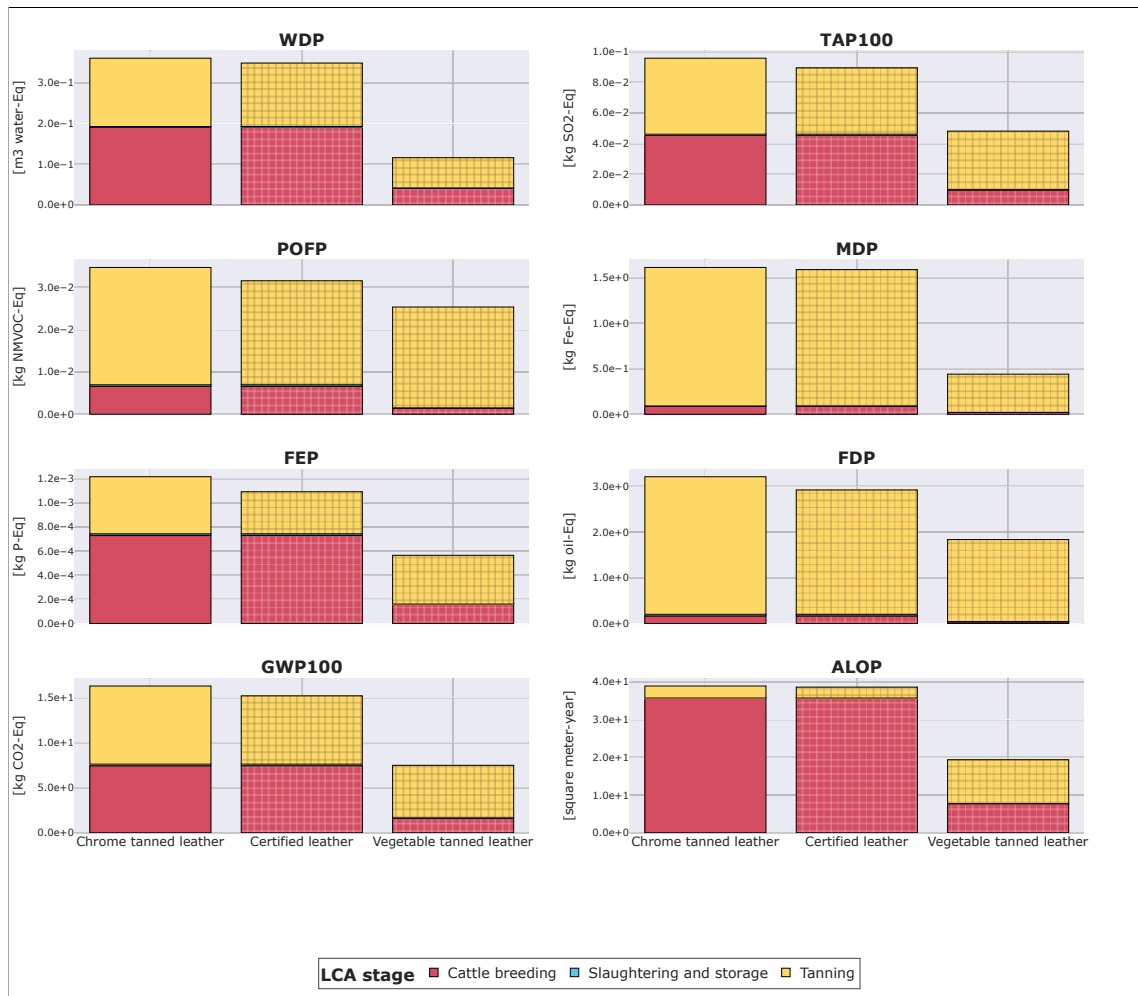 WDP
[m3 water-Eq]
3.0e−1
2.0e−1
1.0e−1
0.0e+0
TAP100
[kg SO2-Eq]
1.0e−1
8.0e−2
6.0e−2
4.0e−2
2.0e−2
0.0e+0
POFP
[kg NMVOC-Eq]
3.0e−2
2.0e−2
1.0e−2
0.0e+0
MDP
[kg Fe-Eq]
1.5e+0
1.0e+0
5.0e−1
0.0e+0
FEP
[kg P-Eq]
1.2e−3
1.0e−3
8.0e−4
6.0e−4
4.0e−4
2.0e−4
0.0e+0
FDP
[kg oil-Eq]
3.0e+0
2.0e+0
1.0e+0
0.0e+0
GWP100
[kg CO2-Eq]
1.5e+1
1.0e+1
5.0e+0
0.0e+0
Chrome tanned leather Certified leather Vegetable tanned leather
ALOP
[square meter-year]
4.0e+1
3.0e+1
2.0e+1
1.0e+1
0.0e+0
Chrome tanned leather Certified leather Vegetable tanned leather
LCA stage Cattle breeding Slaughtering and storage Tanning